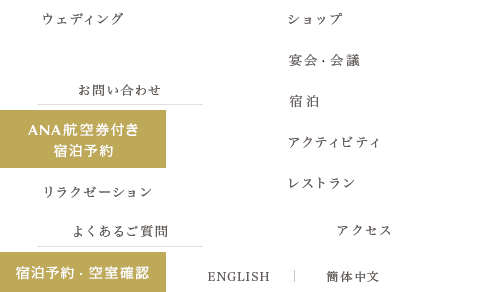 ウェディング
ショップ
宴会・会議
お問い合わせ
宿泊
ANA航空券付き
宿泊予約
アクティビティ
リラクゼーション
レストラン
よくあるご質問
アクセス
宿泊予約・空室確認
ENGLISH
簡体中文